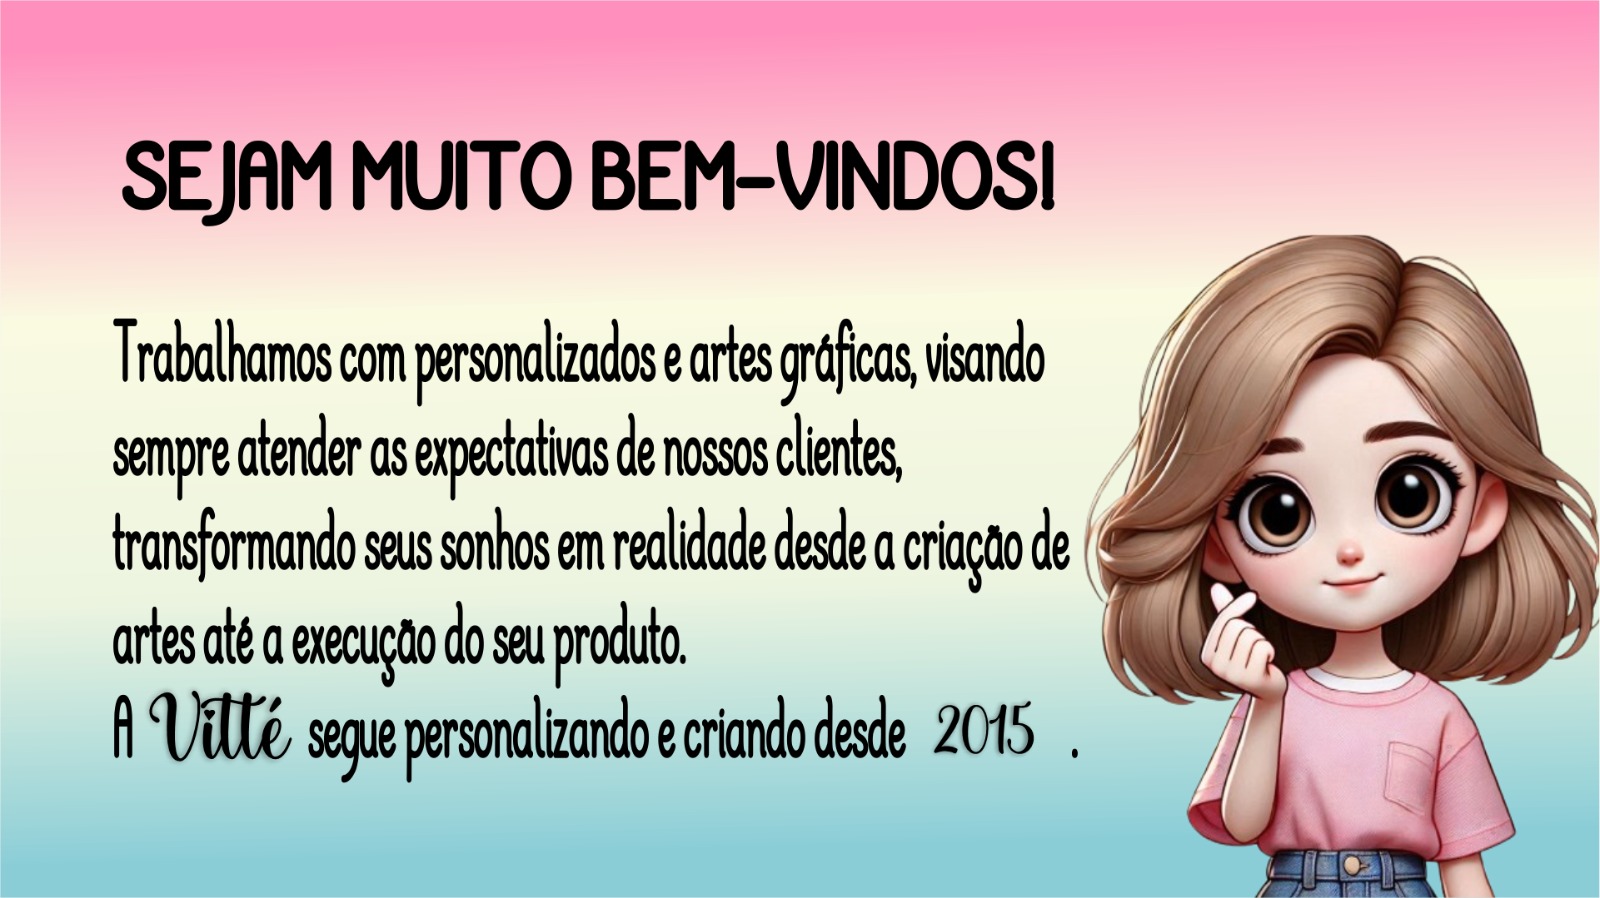 SEJAM MUITO BEM-VINDOS!
Trabalhamos com personalizados e artes gráficas, visando
sempre atender as expectativas de nossos clientes,
transformando seus sonhos em realidade desde a criação de
artes até a execução do seu produto.
A Vitté segue personalizando e criando desde 2015 .